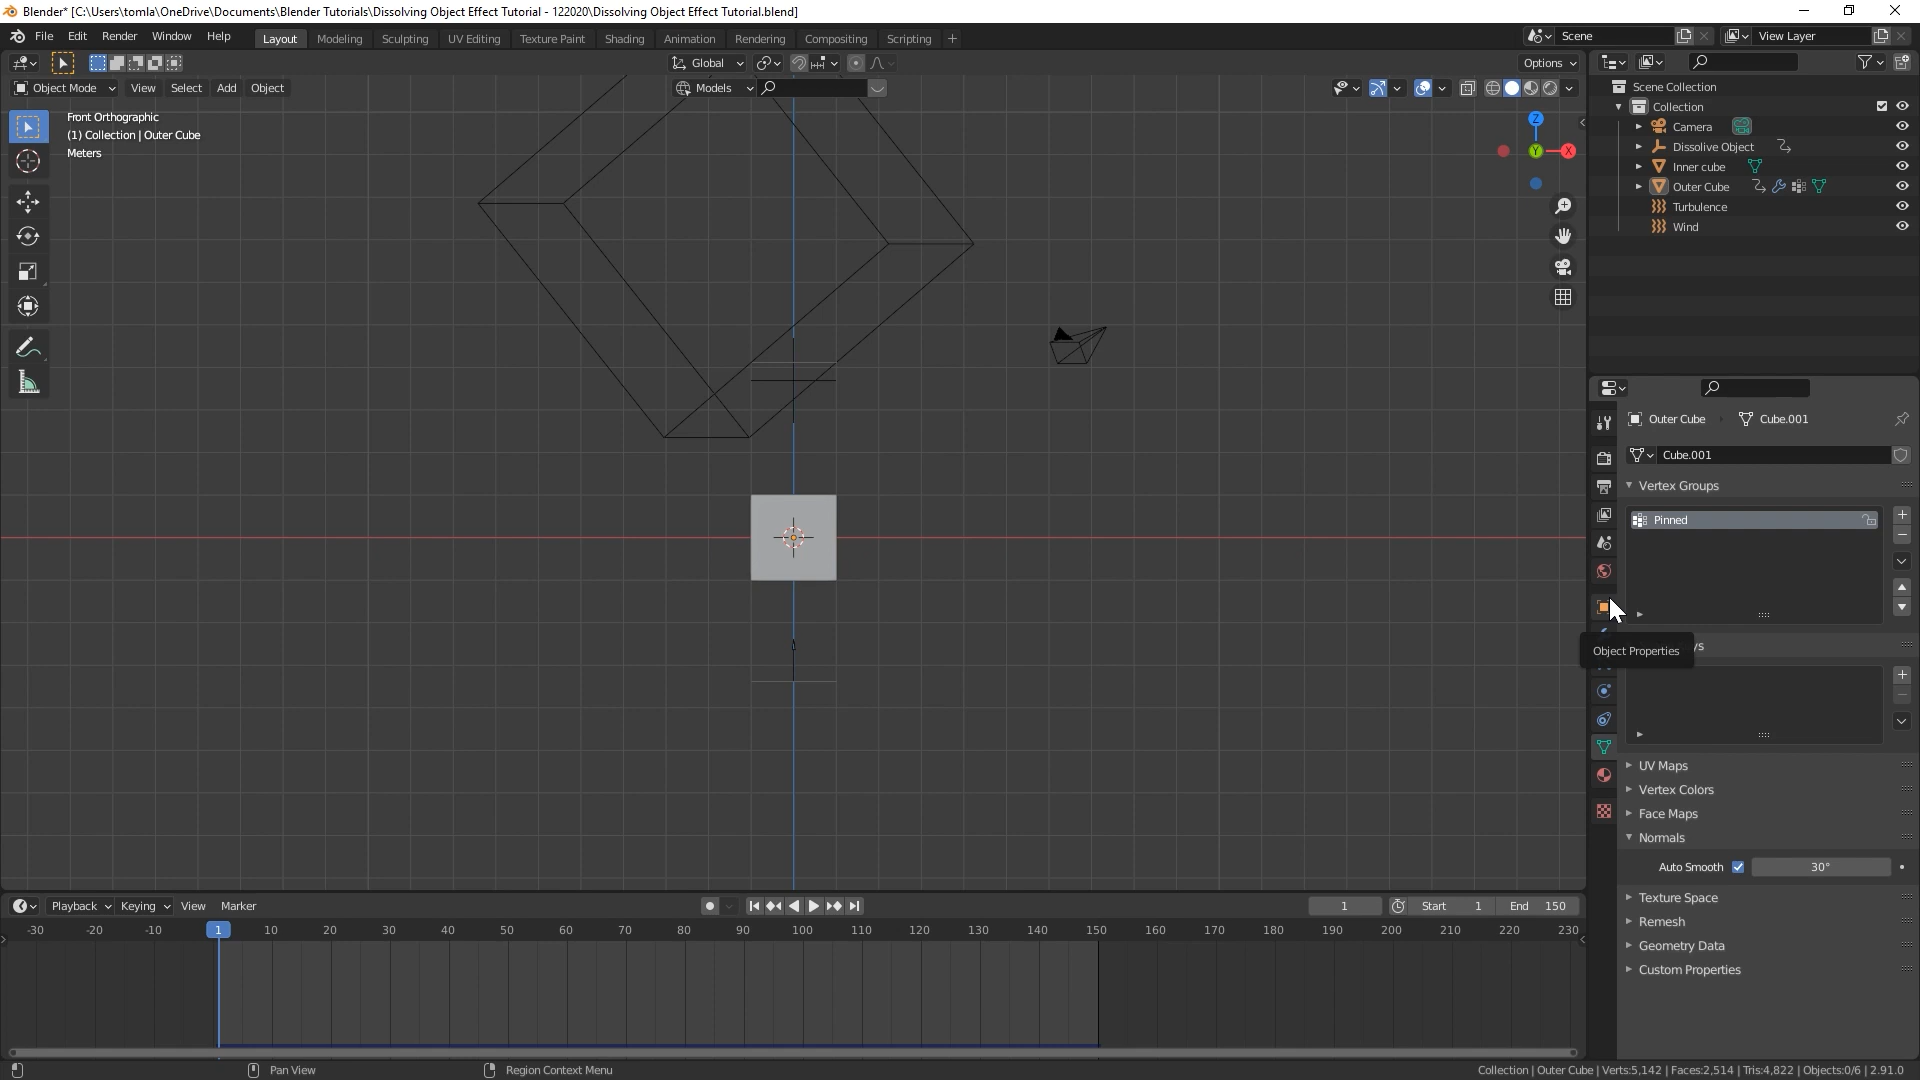 Blender* [C:\Users\tomla\OneDrive\Documents\Blender Tutorials\Dissolving Object Effect Tutorial - 122020\Dissolving Object Effect Tutorial.blend]
File Edit Render Window Help Layout Modeling Sculpting UV Editing Texture Paint Shading Animation Rendering Compositing Scripting + Scene View Layer
Global Options
Object Mode View Select Add Object Models
Front Orthographic
(1) Collection | Outer Cube
Meters
Z
Y
X
Scene Collection
Collection
Camera
Dissolive Object
Inner cube
Outer Cube
Turbulence
Wind
Outer Cube Cube.001
Cube.001
Vertex Groups
Pinned
Object Properties
ys
UV Maps
Vertex Colors
Face Maps
Normals
Auto Smooth 30°
Texture Space
Remesh
Geometry Data
Custom Properties
Playback Keying View Marker 1 Start 1 End 150
-30 -20 -10 1 10 20 30 40 50 60 70 80 90 100 110 120 130 140 150 160 170 180 190 200 210 220 230
Pan View Region Context Menu Collection | Outer Cube | Verts:5,142 | Faces:2,514 | Tris:4,822 | Objects:0/6 | 2.91.0